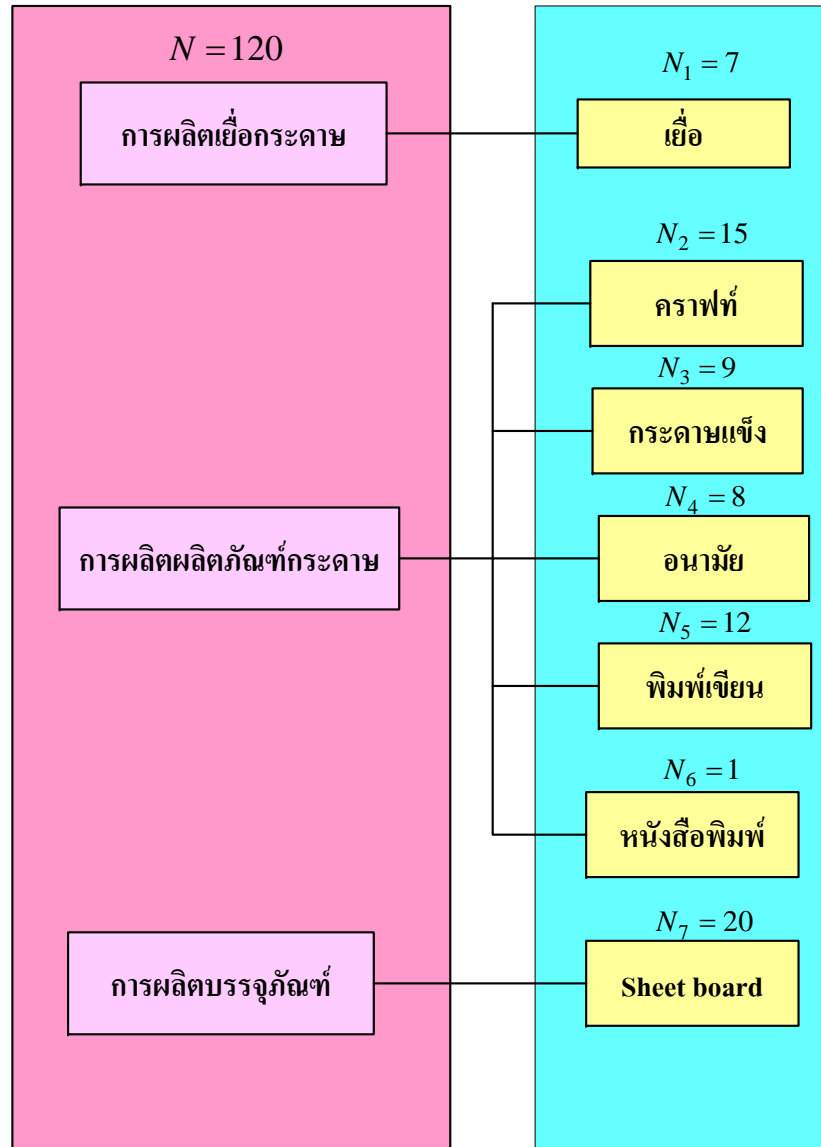 N = 120
N₁ = 7
การผลิตเยื่อกระดาษ
เยื่อ
N₂ = 15
คราฟท์
N₃ = 9
กระดาษแข็ง
N₄ = 8
การผลิตผลิตภัณฑ์กระดาษ
อนามัย
N₅ = 12
พิมพ์เขียน
N₆ = 1
หนังสือพิมพ์
N₇ = 20
การผลิตบรรจุภัณฑ์
Sheet board